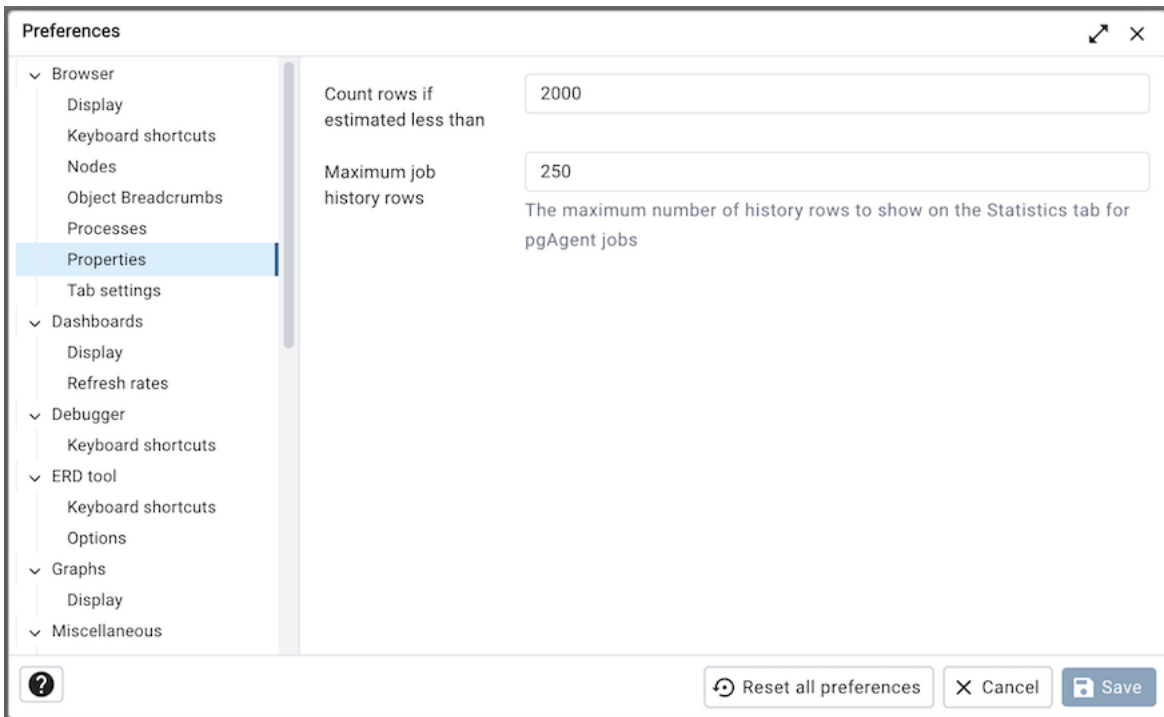 Preferences
Browser
Display
Keyboard shortcuts
Nodes
Object Breadcrumbs
Processes
Properties
Tab settings
Dashboards
Display
Refresh rates
Debugger
Keyboard shortcuts
ERD tool
Keyboard shortcuts
Options
Graphs
Display
Miscellaneous
Count rows if
estimated less than
2000
Maximum job
history rows
250
The maximum number of history rows to show on the Statistics tab for
pgAgent jobs
?
Reset all preferences
Cancel
Save